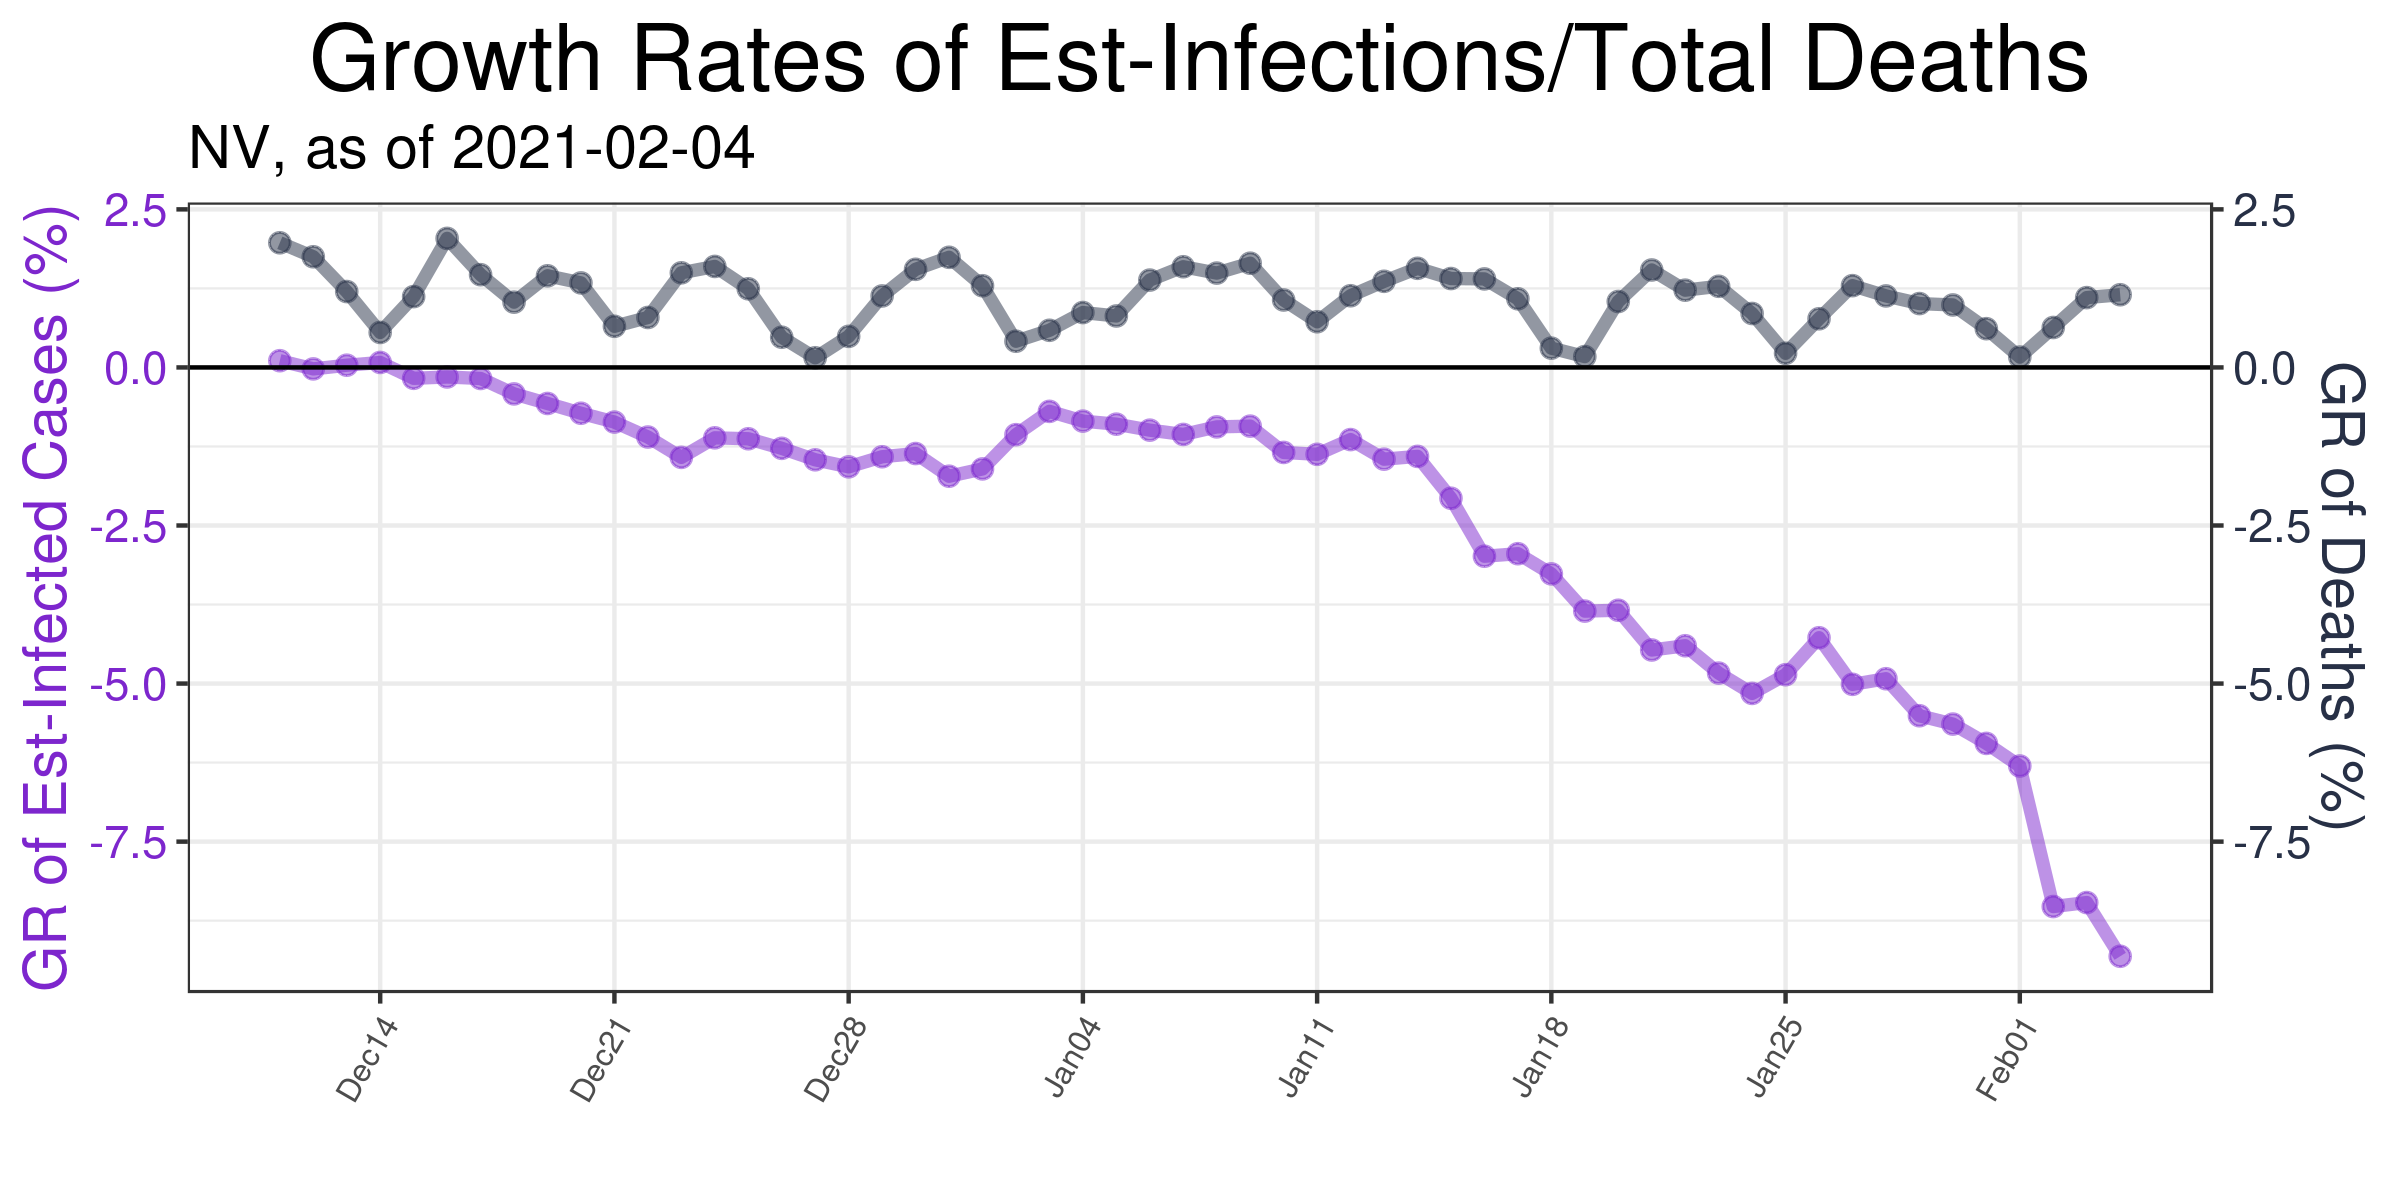 Growth Rates of Est-Infections/Total Deaths
NV, as of 2021-02-04
GR of Est-Infected Cases (%)
2.5
0.0
-2.5
-5.0
-7.5
2.5
0.0
-2.5
-5.0
-7.5
GR of Deaths (%)
Dec14
Dec21
Dec28
Jan04
Jan11
Jan18
Jan25
Feb01